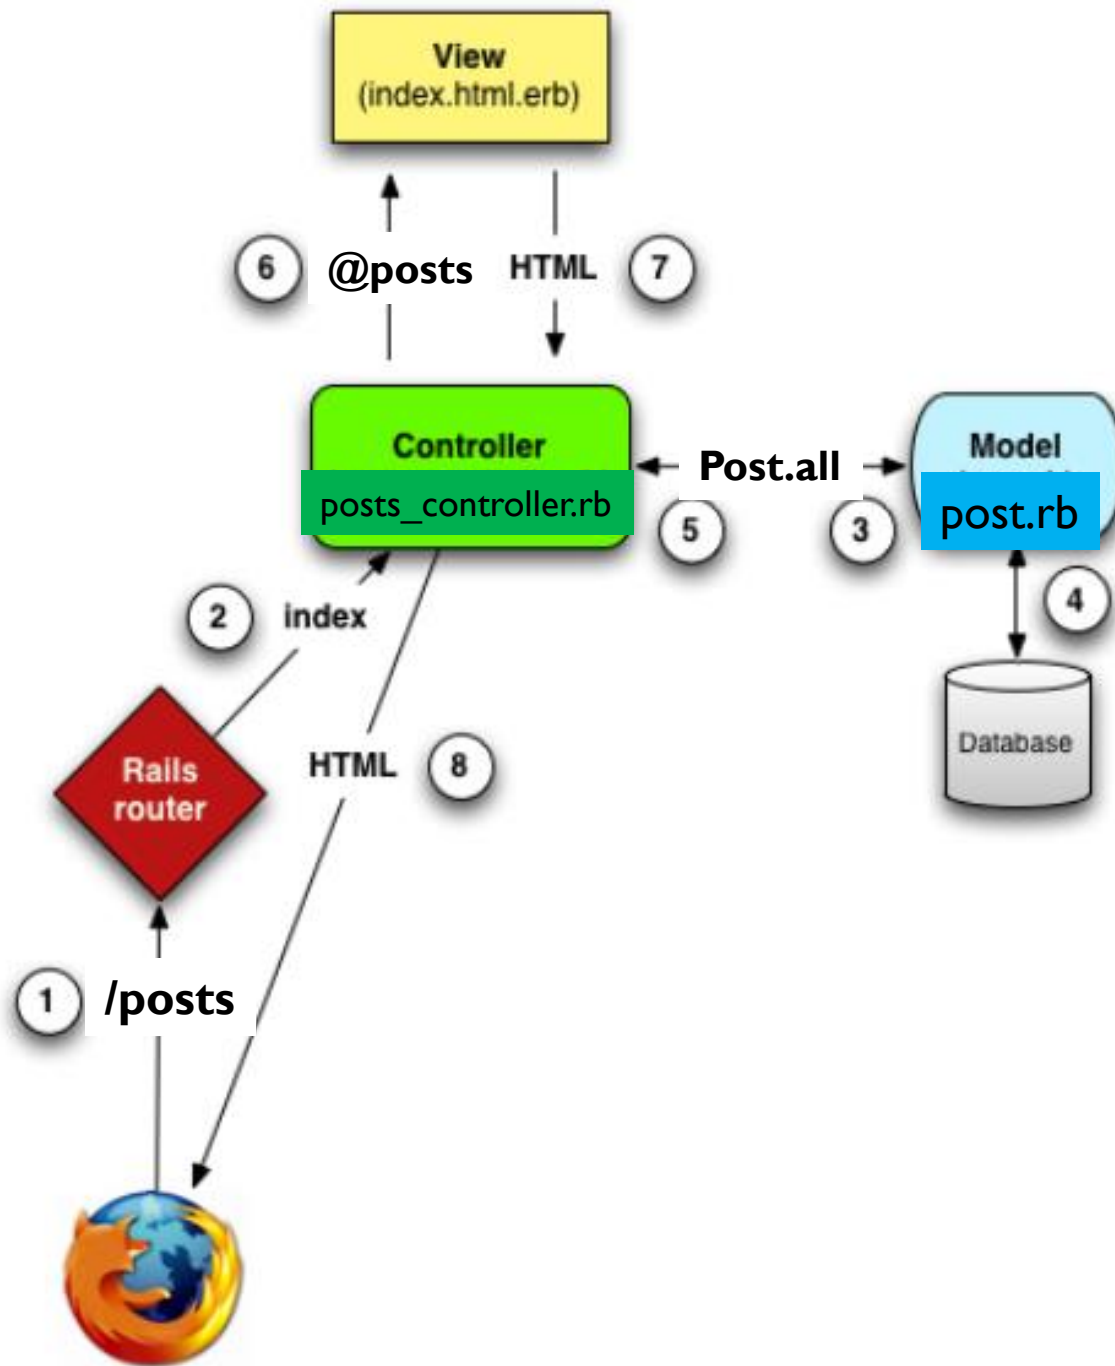 View
(index.html.erb)
6
@posts
HTML
7
Controller
posts_controller.rb
Post.all
5
3
Model
post.rb
2
index
4
Database
Rails
router
HTML
8
1
/posts